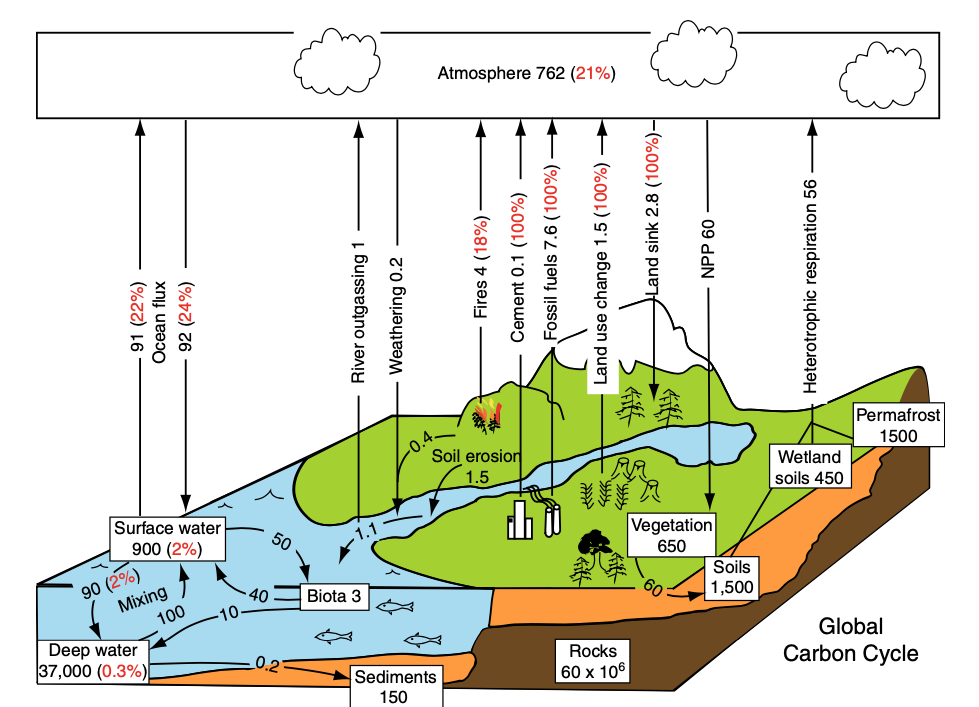 Atmosphere 762 (21%)
91 (22%)
Ocean flux
92 (24%)
River outgassing 1
Weathering 0.2
Fires 4 (18%)
Cement 0.1 (100%)
Fossil fuels 7.6 (100%)
Land use change 1.5 (100%)
Land sink 2.8 (100%)
NPP 60
Heterotrophic respiration 56
Permafrost
1500
Wetland
soils 450
0.4
Soil erosion
1.5
1.1
Vegetation
650
60
Soils
1,500
Surface water
900 (2%)
50
90 (2%)
Mixing
100
40
Biota 3
10
Deep water
37,000 (0.3%)
0.2
Sediments
150
Rocks
60 x 10⁶
Global
Carbon Cycle